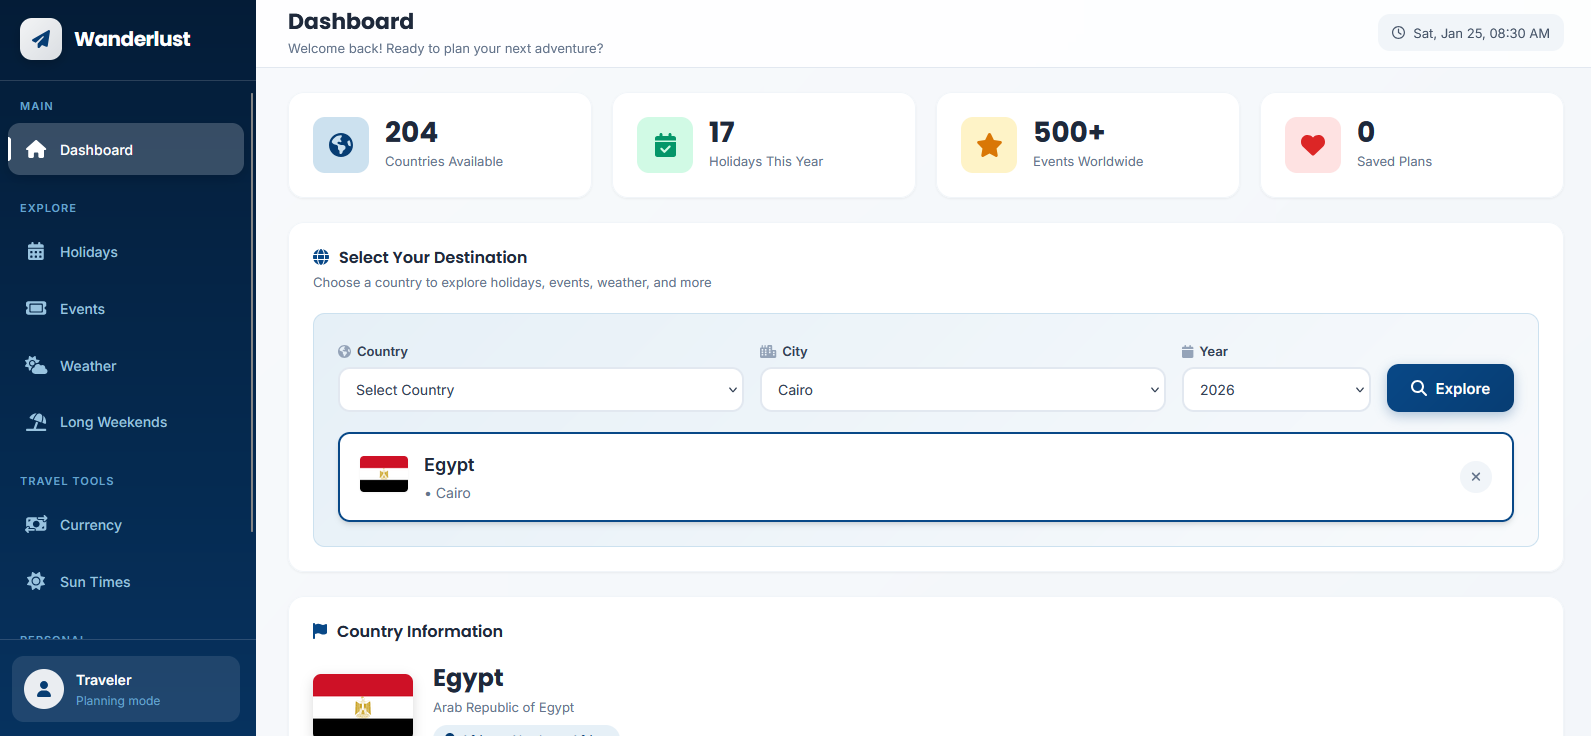 Wanderlust
MAIN
Dashboard
EXPLORE
Holidays
Events
Weather
Long Weekends
TRAVEL TOOLS
Currency
Sun Times
PERSONAL
Traveler
Planning mode
Dashboard
Welcome back! Ready to plan your next adventure?
Sat, Jan 25, 08:30 AM
204
Countries Available
17
Holidays This Year
500+
Events Worldwide
0
Saved Plans
Select Your Destination
Choose a country to explore holidays, events, weather, and more
Country
Select Country
City
Cairo
Year
2026
Explore
Egypt
• Cairo
Country Information
Egypt
Arab Republic of Egypt